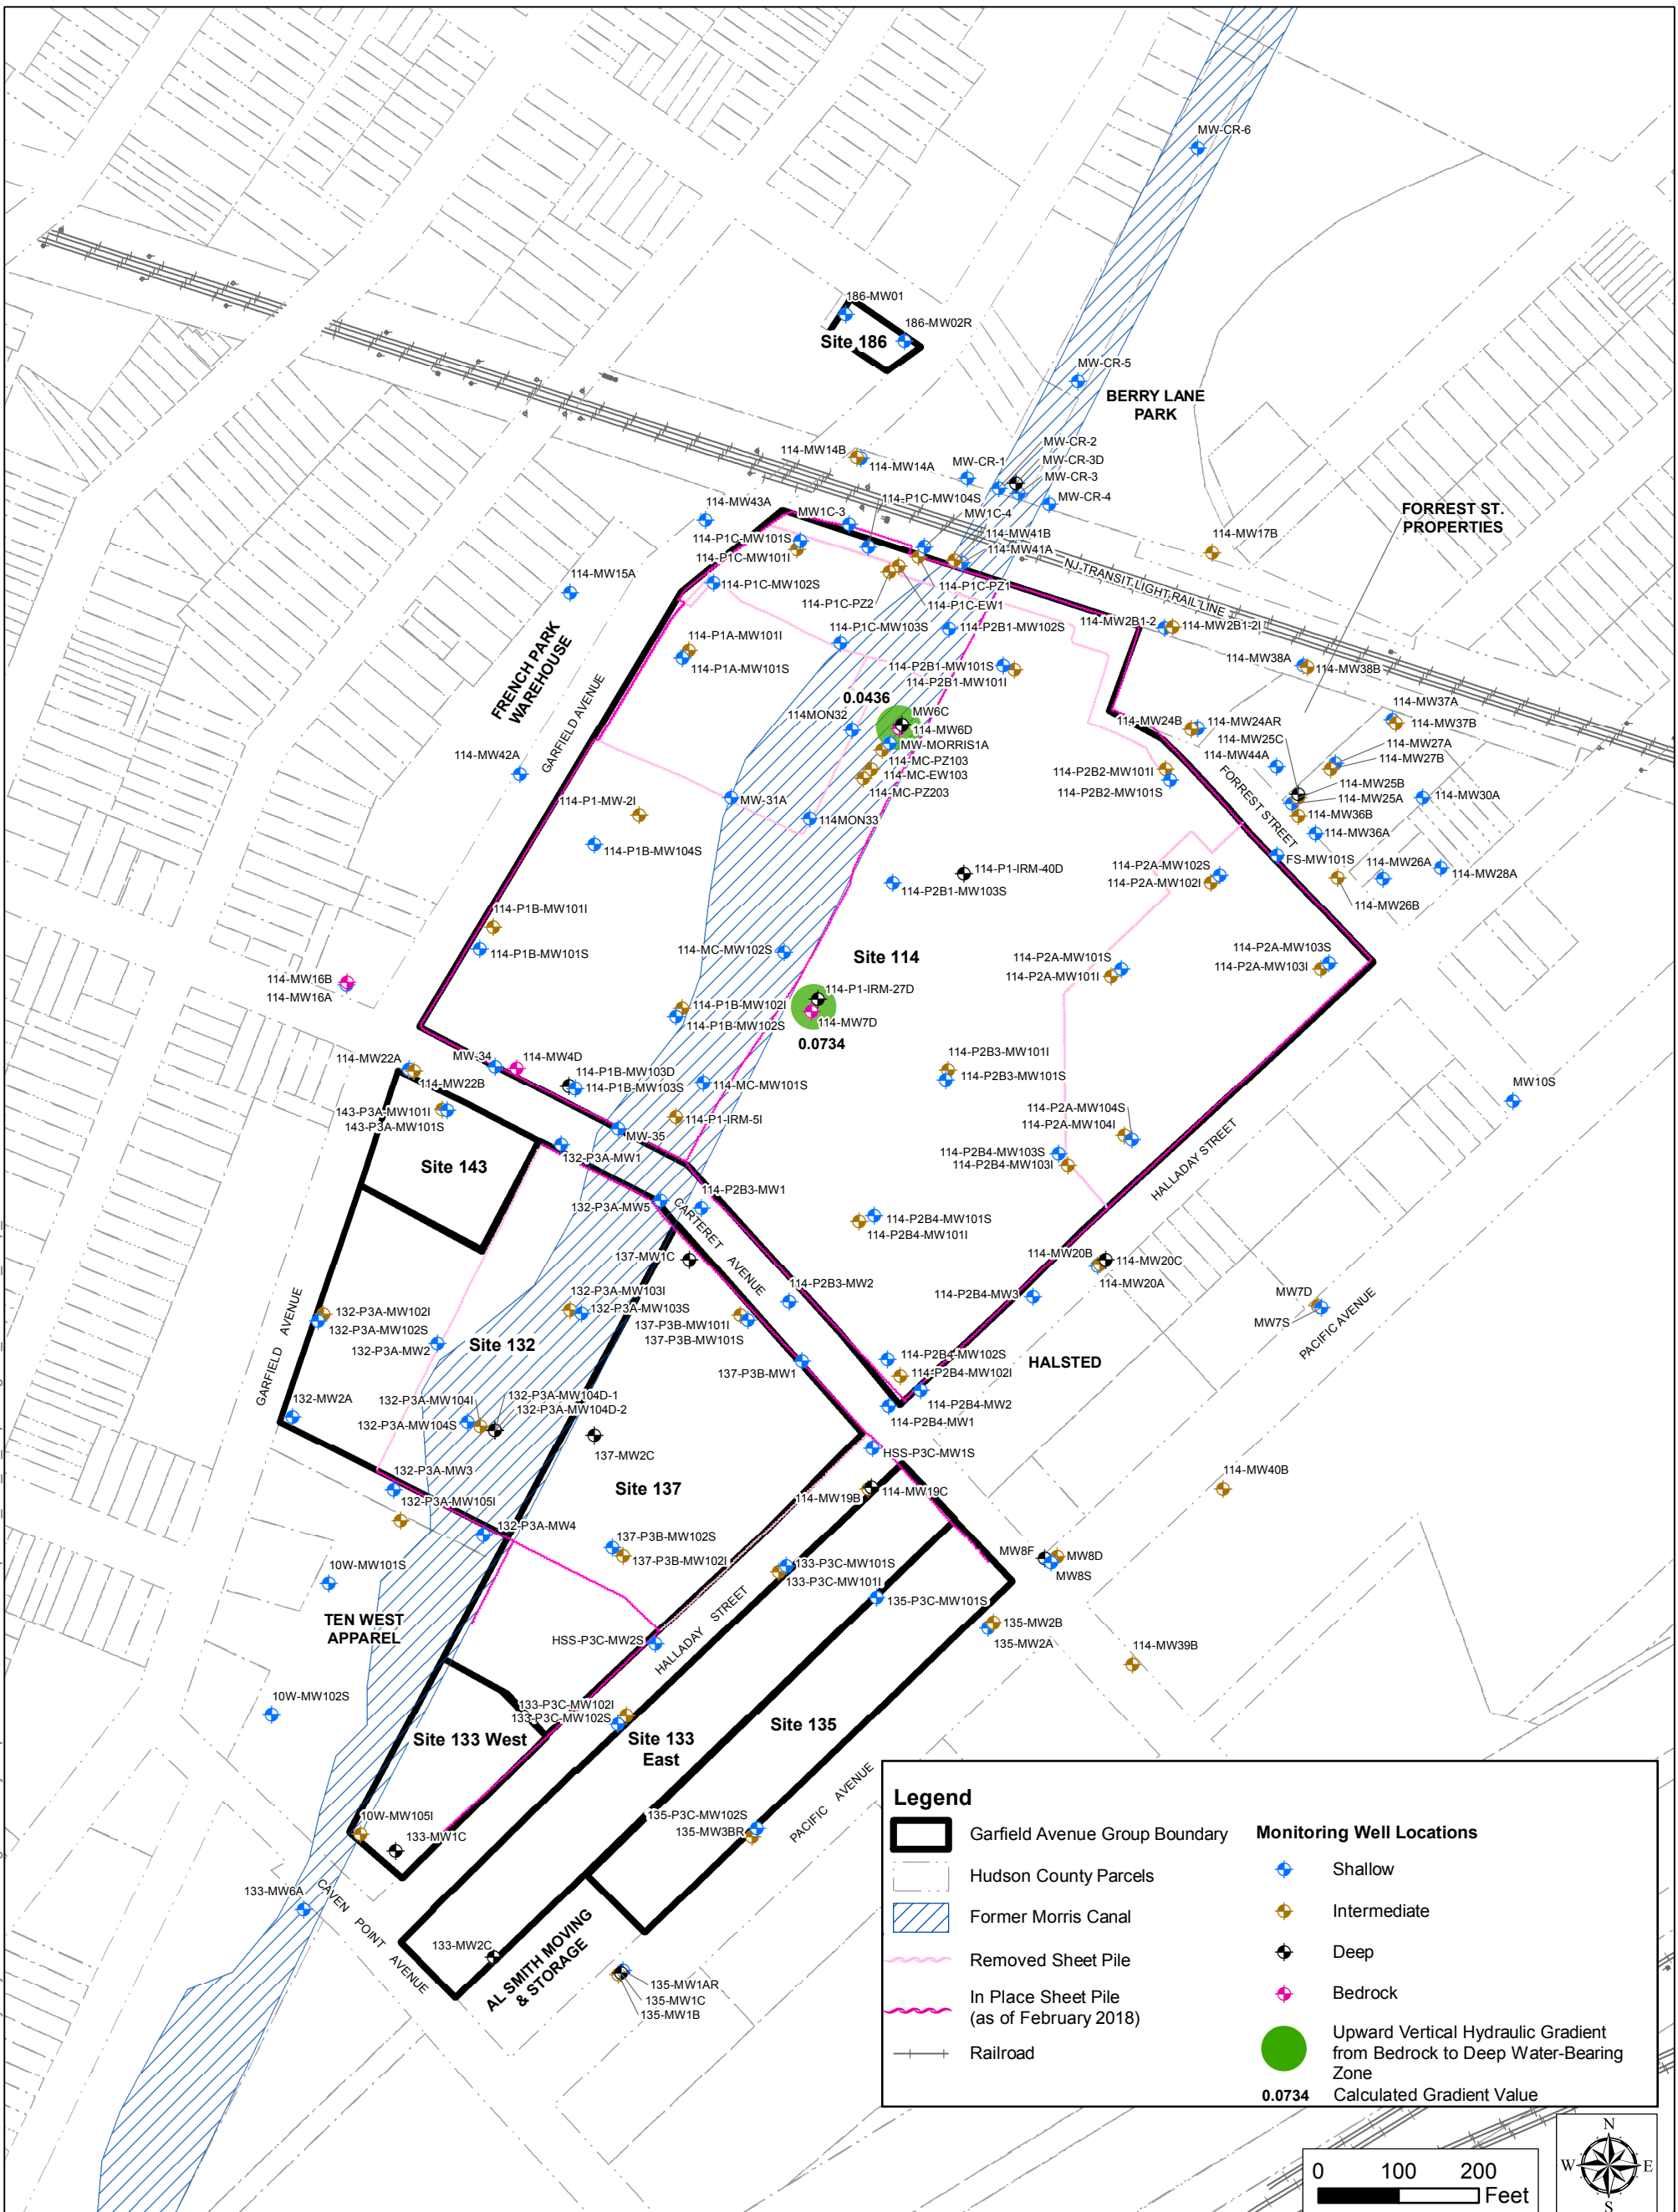 MW-CR-6
186-MW01
186-MW02R
Site 186
MW-CR-5
BERRY LANE
PARK
114-MW14B
114-MW14A
MW-CR-1
MW-CR-2
MW-CR-3D
MW-CR-3
MW-CR-4
114-MW43A
MW1C-3
114-P1C-MW104S
MW1C-4
FORREST ST.
PROPERTIES
114-P1C-MW101S
114-P1C-MW101I
114-MW41B
114-MW41A
114-MW17B
114-MW15A
114-P1C-MW102S
NJ TRANSIT LIGHT RAIL LINE
114-P1C-PZ1
114-P1C-PZ2
114-P1C-EW1
FRENCH PARK
WAREHOUSE
114-P1A-MW101I
114-P1A-MW101S
114-P1C-MW103S
114-P2B1-MW102S
114-MW2B1-2
114-MW2B1-2I
114-P2B1-MW101S
114-P2B1-MW101I
114-MW38A
114-MW38B
GARFIELD AVENUE
0.0436
MW6C
114-MW6D
114MON32
MW-MORRIS1A
114-MW24B
114-MW24AR
114-MW37A
114-MW37B
114-MW25C
114-MW44A
114-MW27A
114-MW27B
114-MW42A
114-MC-PZ103
114-MC-EW103
114-MC-PZ203
114-P2B2-MW101I
114-P2B2-MW101S
114-MW25B
114-MW25A
114-MW30A
114-P1-MW-2I
MW-31A
114MON33
FORREST STREET
114-MW36B
114-MW36A
114-P1B-MW104S
FS-MW101S
114-MW26A
114-MW28A
114-P2B1-MW103S
114-P1-IRM-40D
114-P2A-MW102S
114-P2A-MW102I
114-MW26B
114-P1B-MW101I
114-P1B-MW101S
114-MC-MW102S
Site 114
114-P2A-MW101S
114-P2A-MW101I
114-P2A-MW103S
114-P2A-MW103I
114-MW16B
114-MW16A
114-P1B-MW102I
114-P1B-MW102S
114-P1-IRM-27D
114-MW7D
0.0734
114-MW22A
114-MW22B
MW-34
114-MW4D
114-P1B-MW103D
114-P1B-MW103S
114-MC-MW101S
114-P2B3-MW101I
114-P2B3-MW101S
MW10S
143-P3A-MW101I
143-P3A-MW101S
MW-35
114-P1-IRM-5I
114-P2A-MW104S
114-P2A-MW104I
Site 143
132-P3A-MW1
114-P2B4-MW103S
114-P2B4-MW103I
HALLADAY STREET
132-P3A-MW5
114-P2B3-MW1
CARTERET AVENUE
114-P2B4-MW101S
114-P2B4-MW101I
137-MW1C
114-MW20B
114-MW20C
114-MW20A
GARFIELD AVENUE
132-P3A-MW102I
132-P3A-MW102S
132-P3A-MW103I
132-P3A-MW103S
114-P2B3-MW2
114-P2B4-MW3
MW7D
MW7S
137-P3B-MW101I
137-P3B-MW101S
PACIFIC AVENUE
132-P3A-MW2
Site 132
137-P3B-MW1
114-P2B4-MW102S
114-P2B4-MW102I
HALSTED
132-MW2A
132-P3A-MW104I
132-P3A-MW104S
132-P3A-MW104D-1
132-P3A-MW104D-2
114-P2B4-MW2
114-P2B4-MW1
137-MW2C
HSS-P3C-MW1S
132-P3A-MW3
Site 137
114-MW19B
114-MW19C
114-MW40B
132-P3A-MW105I
132-P3A-MW4
137-P3B-MW102S
137-P3B-MW102I
MW8F
MW8D
MW8S
10W-MW101S
133-P3C-MW101S
133-P3C-MW101I
135-P3C-MW101S
TEN WEST
APPAREL
HSS-P3C-MW2S
HALLADAY STREET
135-MW2B
135-MW2A
114-MW39B
10W-MW102S
133-P3C-MW102I
133-P3C-MW102S
Site 133 West
Site 133
East
Site 135
10W-MW105I
133-MW1C
135-P3C-MW102S
135-MW3BR
PACIFIC AVENUE
133-MW6A
CAVEN POINT AVENUE
133-MW2C
AL SMITH MOVING
& STORAGE
135-MW1AR
135-MW1C
135-MW1B
Legend
Garfield Avenue Group Boundary
Hudson County Parcels
Former Morris Canal
Removed Sheet Pile
In Place Sheet Pile
(as of February 2018)
Railroad
Monitoring Well Locations
Shallow
Intermediate
Deep
Bedrock
Upward Vertical Hydraulic Gradient
from Bedrock to Deep Water-Bearing
Zone
0.0734 Calculated Gradient Value
0 100 200
Feet
N
W E
S